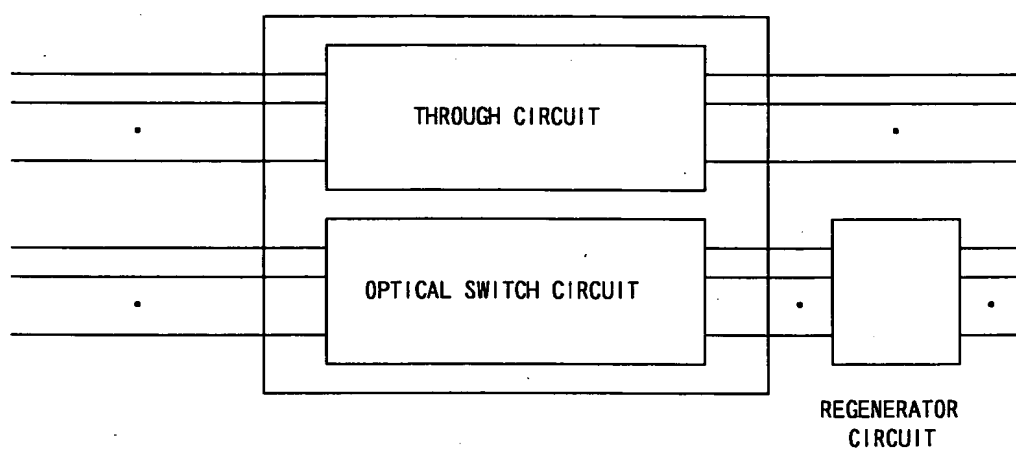 THROUGH CIRCUIT
OPTICAL SWITCH CIRCUIT
REGENERATOR
CIRCUIT